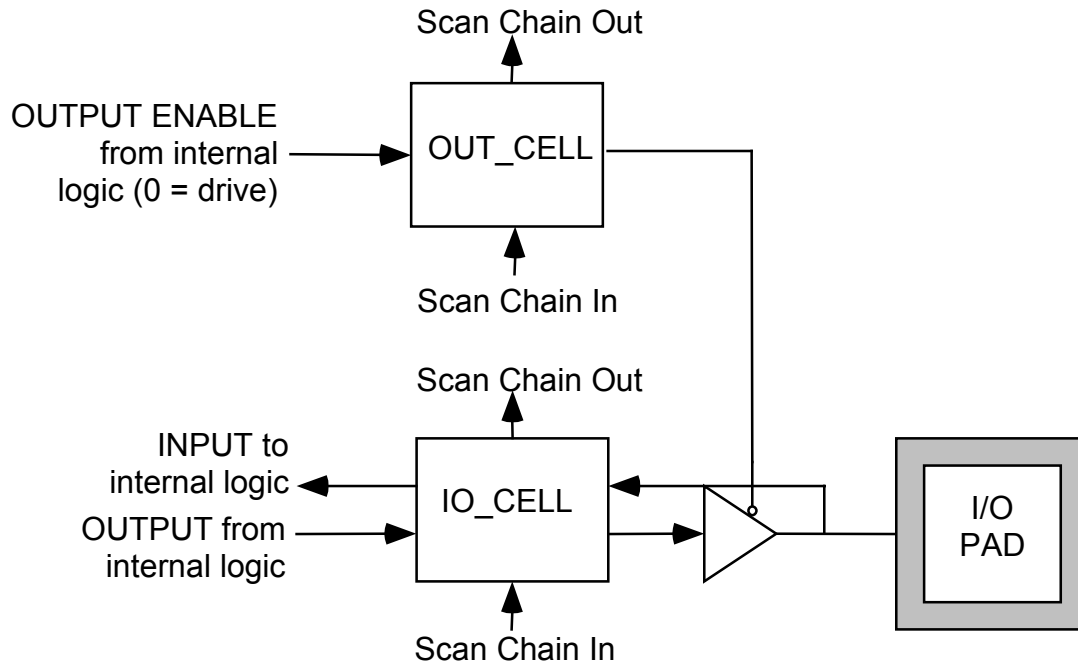 Scan Chain Out
OUTPUT ENABLE
from internal
logic (0 = drive)
OUT_CELL
Scan Chain In
Scan Chain Out
INPUT to
internal logic
OUTPUT from
internal logic
IO_CELL
I/O
PAD
Scan Chain In